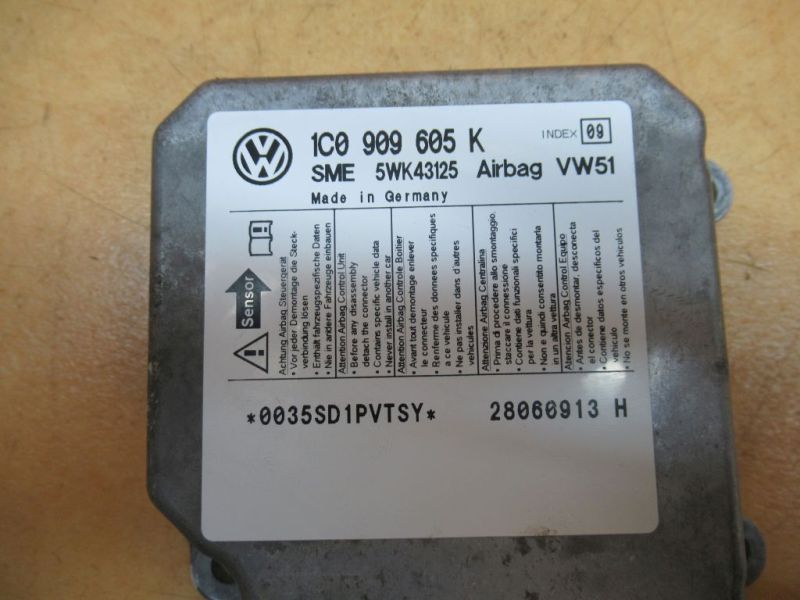 1C0 909 605 K
INDEX 09
SME 5WK43125 Airbag VW51
Made in Germany
Sensor
Achtung Airbag Steuergerät
• Vor jeder Demontage die Steck-
verbindung lösen
• Enthält fahrzeugspezifische Daten
• Nie in andere Fahrzeuge einbauen
Attention Airbag Control Unit
• Before any disassembly
detach the connector
• Contains specific vehicle data
• Never install in another car
Attention Airbag Controle Boîtier
• Avant tout demontage enlever
le connecteur
• Renferme des donnees specifiques
a ce vehicule
• Ne pas installer dans d'autres
vehicules
Attenzione Airbag Centralina
• Prima di procedere allo smontaggio,
staccare il connessione
• Contiene dati funzionali specifici
per la vettura
• Non e quindi consentito montarla
in un altra vettura
Atencion Airbag Control Equipo
• Antes de desmontar, desconecta
el conector
• Contiene datos especificos del
vehiculo
• No se monte en otros vehiculos
*0035SD1PVTSY*
28060913 H